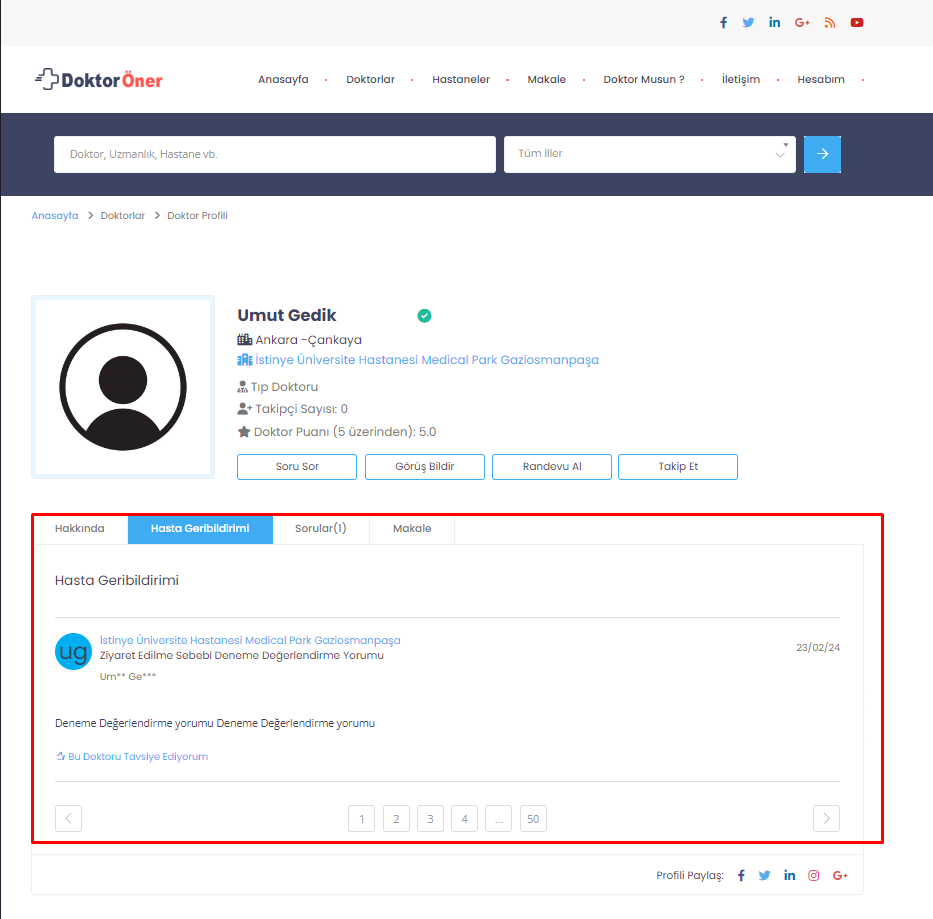 DoktorÖner
Anasayfa Doktorlar Hastaneler Makale Doktor Musun ? İletişim Hesabım
Doktor, Uzmanlık, Hastane vb. Tüm İller
Anasayfa > Doktorlar > Doktor Profili
Umut Gedik
Ankara -Çankaya
İstinye Üniversite Hastanesi Medical Park Gaziosmanpaşa
Tıp Doktoru
Takipçi Sayısı: 0
Doktor Puanı (5 üzerinden): 5.0
Soru Sor Görüş Bildir Randevu Al Takip Et
Hakkında Hasta Geribildirimi Sorular(1) Makale
Hasta Geribildirimi
ug İstinye Üniversite Hastanesi Medical Park Gaziosmanpaşa
Ziyaret Edilme Sebebi Deneme Değerlendirme Yorumu 23/02/24
Um** Ge***
Deneme Değerlendirme yorumu Deneme Değerlendirme yorumu
Bu Doktoru Tavsiye Ediyorum
1 2 3 4 ... 50
Profili Paylaş: